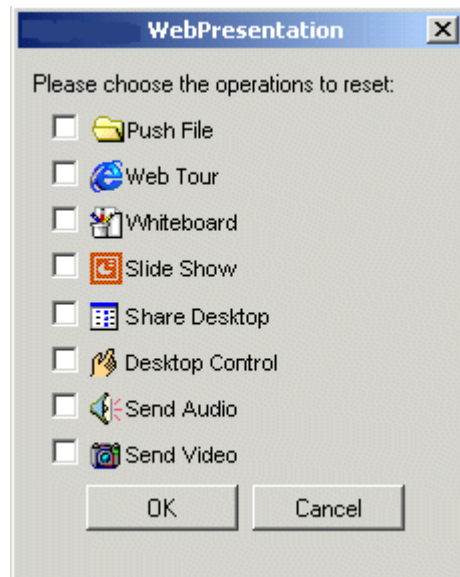 WebPresentation
Please choose the operations to reset:
Push File
Web Tour
Whiteboard
Slide Show
Share Desktop
Desktop Control
Send Audio
Send Video
OK Cancel